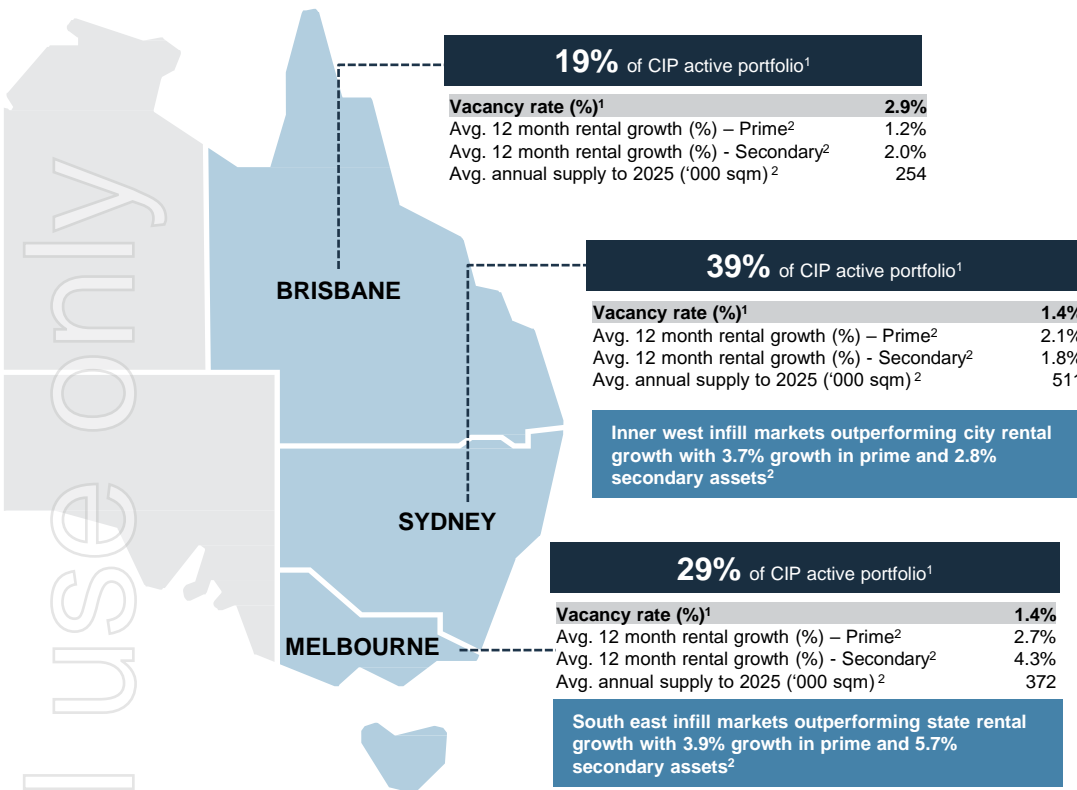 19% of CIP active portfolio¹
Vacancy rate (%)¹ 2.9%
Avg. 12 month rental growth (%) – Prime² 1.2%
Avg. 12 month rental growth (%) - Secondary² 2.0%
Avg. annual supply to 2025 (‘000 sqm) ² 254
BRISBANE
39% of CIP active portfolio¹
Vacancy rate (%)¹ 1.4%
Avg. 12 month rental growth (%) – Prime² 2.1%
Avg. 12 month rental growth (%) - Secondary² 1.8%
Avg. annual supply to 2025 (‘000 sqm) ² 511
Inner west infill markets outperforming city rental
growth with 3.7% growth in prime and 2.8%
secondary assets²
SYDNEY
29% of CIP active portfolio¹
Vacancy rate (%)¹ 1.4%
Avg. 12 month rental growth (%) – Prime² 2.7%
Avg. 12 month rental growth (%) - Secondary² 4.3%
Avg. annual supply to 2025 (‘000 sqm) ² 372
MELBOURNE
South east infill markets outperforming state rental
growth with 3.9% growth in prime and 5.7%
secondary assets²
use only